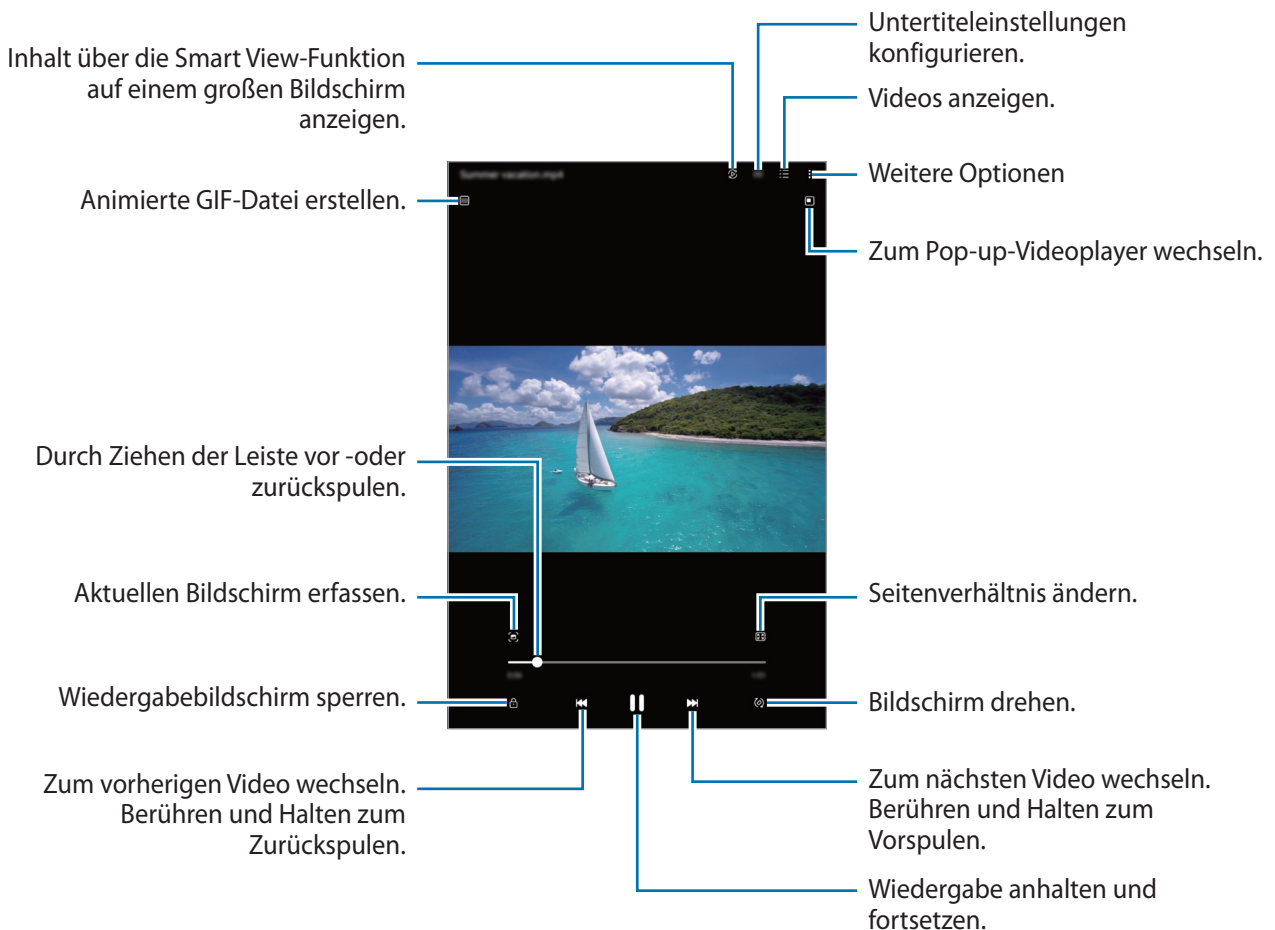 Inhalt über die Smart View-Funktion
auf einem großen Bildschirm
anzeigen.
Animierte GIF-Datei erstellen.
Durch Ziehen der Leiste vor -oder
zurückspulen.
Aktuellen Bildschirm erfassen.
Wiedergabebildschirm sperren.
Zum vorherigen Video wechseln.
Berühren und Halten zum
Zurückspulen.
Summer vacation.mp4
Untertiteleinstellungen
konfigurieren.
Videos anzeigen.
Weitere Optionen
Zum Pop-up-Videoplayer wechseln.
Seitenverhältnis ändern.
Bildschirm drehen.
Zum nächsten Video wechseln.
Berühren und Halten zum
Vorspulen.
Wiedergabe anhalten und
fortsetzen.